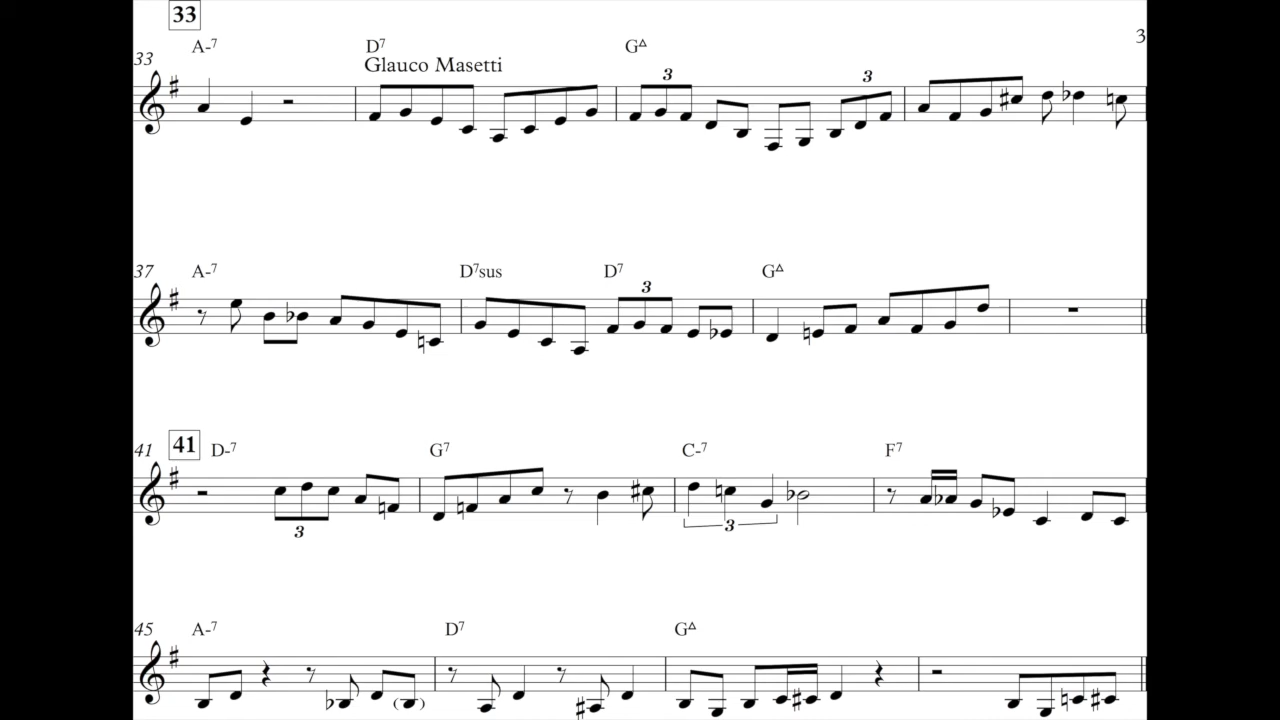 33
3
33 A-7 D7 G△
Glauco Masetti
3 3
37 A-7 D7sus D7 G△
3
41 41 D-7 G7 C-7 F7
3 3
45 A-7 D7 G△